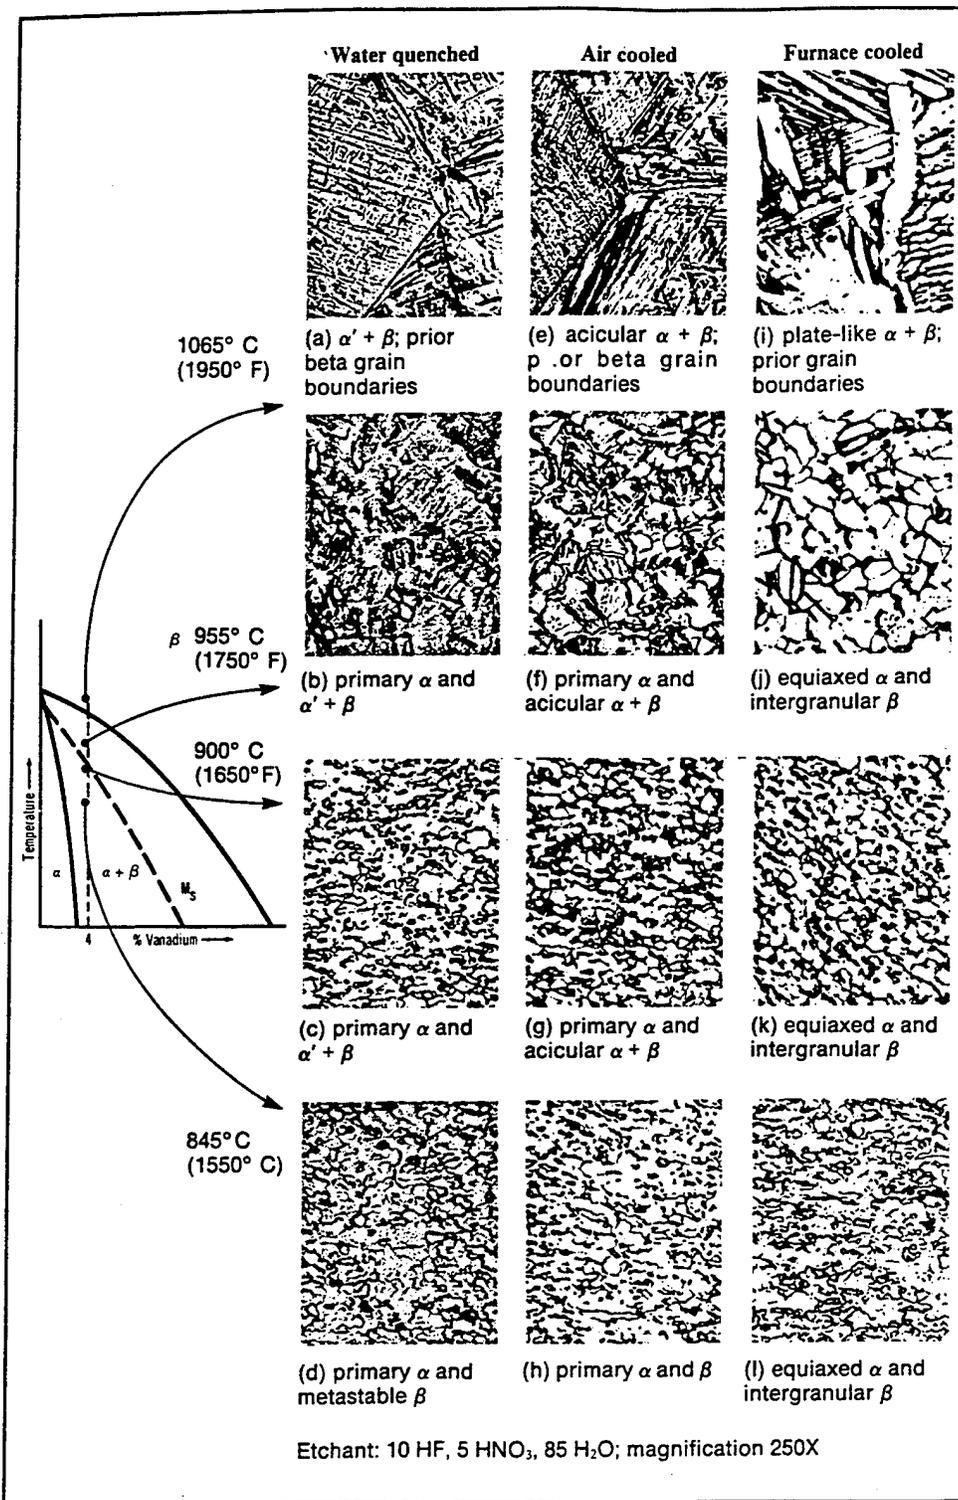 Water quenched
Air cooled
Furnace cooled
(a) α′ + β; prior
beta grain
boundaries
(e) acicular α + β;
p .or beta grain
boundaries
(i) plate-like α + β;
prior grain
boundaries
1065° C
(1950° F)
(b) primary α and
α′ + β
(f) primary α and
acicular α + β
(j) equiaxed α and
intergranular β
β 955° C
(1750° F)
900° C
(1650°F)
Temperature
α
α + β
Ms
4
% Vanadium
(c) primary α and
α′ + β
(g) primary α and
acicular α + β
(k) equiaxed α and
intergranular β
845°C
(1550° C)
(d) primary α and
metastable β
(h) primary α and β
(l) equiaxed α and
intergranular β
Etchant: 10 HF, 5 HNO₃, 85 H₂O; magnification 250X